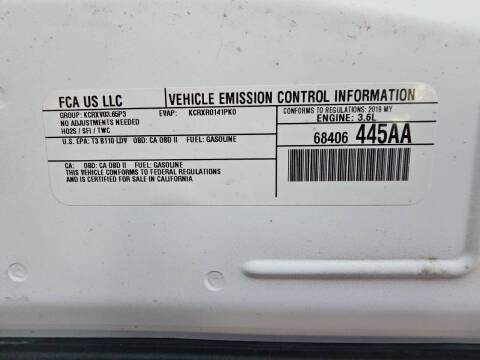 FCA US LLC
VEHICLE EMISSION CONTROL INFORMATION
GROUP: KCRXV03.65P3 EVAP: KCRXR0141PK0
NO ADJUSTMENTS NEEDED
HO2S / SFI / TWC
CONFORMS TO REGULATIONS: 2019 MY
ENGINE: 3.6L
U.S. EPA: T3 B110 LDV OBD: CA OBD II FUEL: GASOLINE
68406 445AA
CA: OBD: CA OBD II FUEL: GASOLINE
THIS VEHICLE CONFORMS TO FEDERAL REGULATIONS
AND IS CERTIFIED FOR SALE IN CALIFORNIA